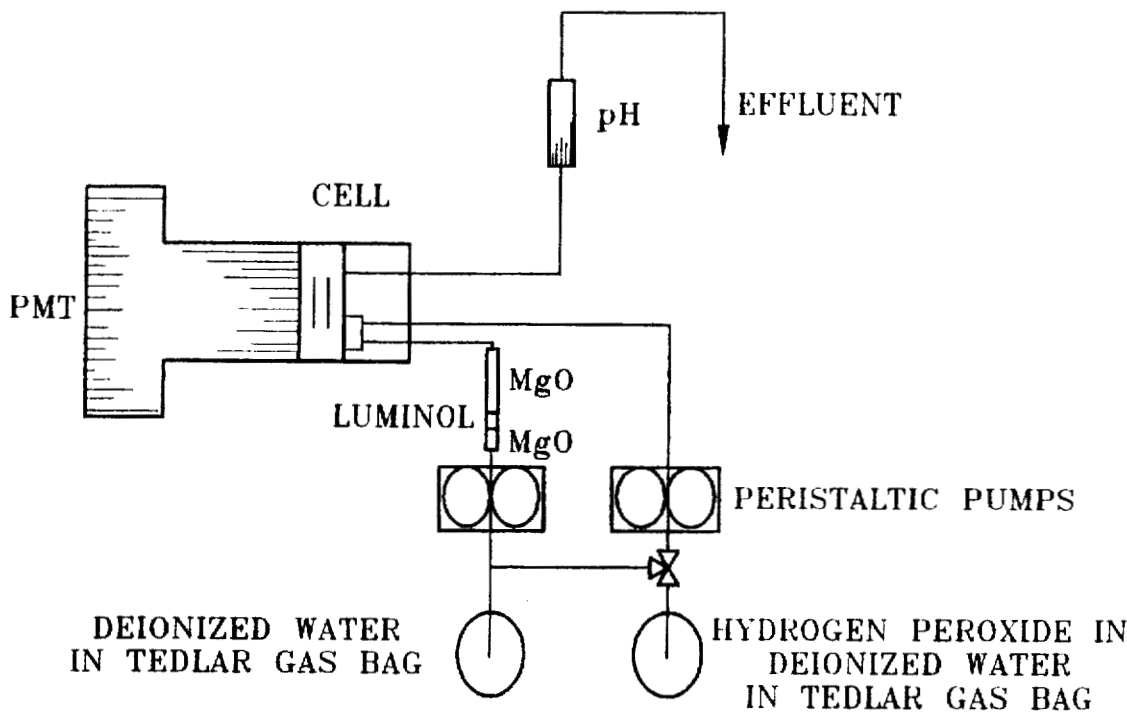 pH
EFFLUENT
CELL
PMT
MgO
LUMINOL
MgO
PERISTALTIC PUMPS
DEIONIZED WATER
IN TEDLAR GAS BAG
HYDROGEN PEROXIDE IN
DEIONIZED WATER
IN TEDLAR GAS BAG